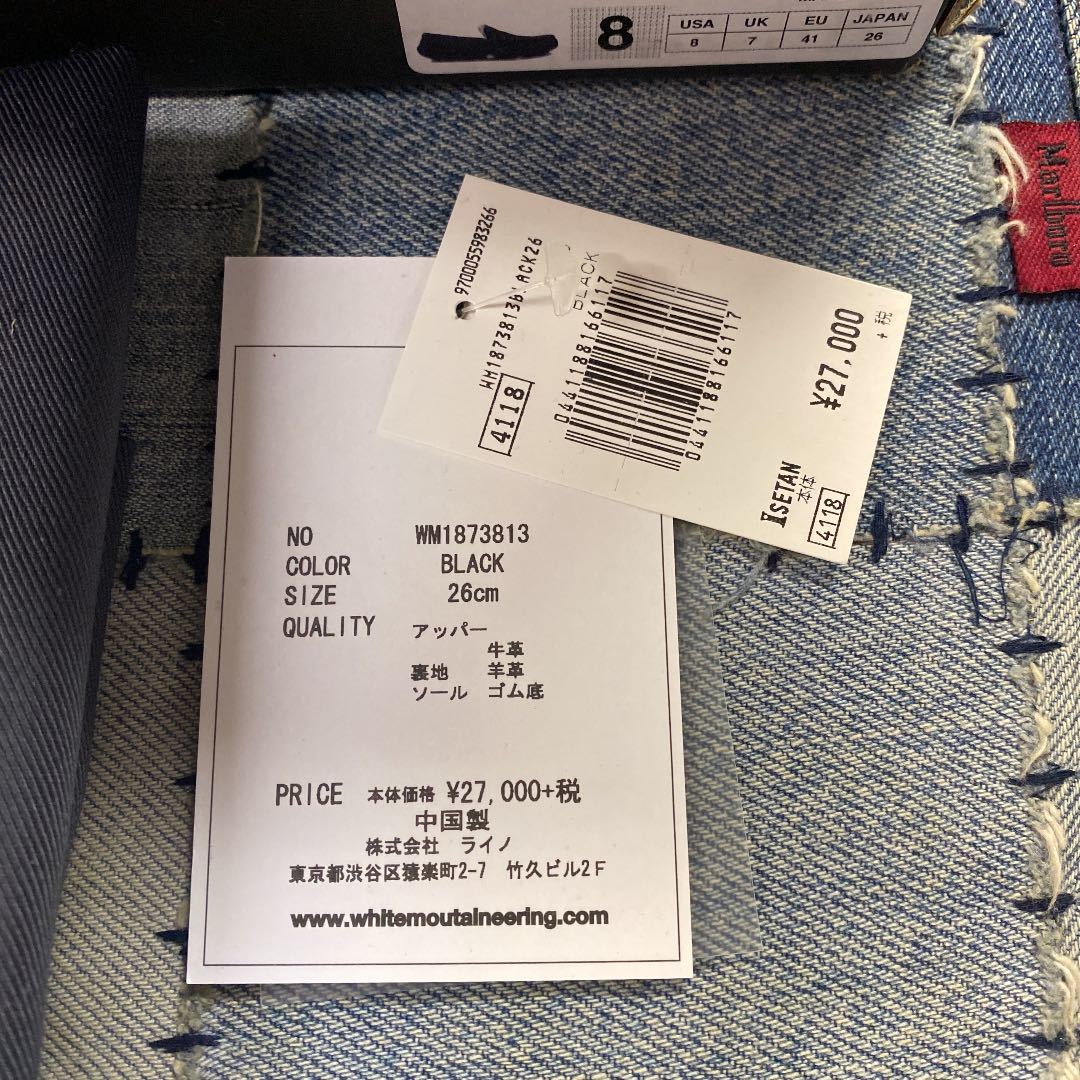 8
USA UK EU JAPAN
8 7 41 26
Marlboro
9700055983266
WM1873813BLACK26
BLACK
4118
0441188166117
0441188166117
¥27,000
+税
ISETAN
本体
4118
NO WM1873813
COLOR BLACK
SIZE 26cm
QUALITY アッパー
牛革
裏地 羊革
ソール ゴム底
PRICE 本体価格 ¥27,000+税
中国製
株式会社 ライノ
東京都渋谷区猿楽町2-7 竹久ビル2F
www.whitemoutaineering.com